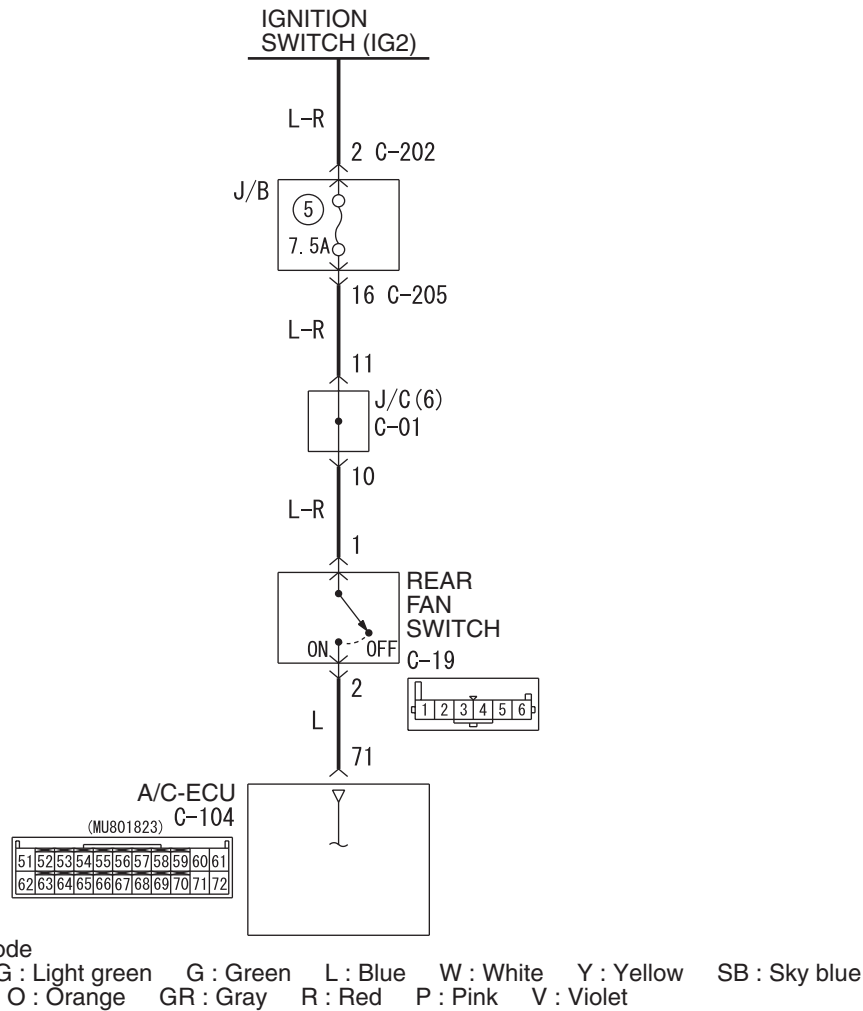 IGNITION
SWITCH (IG2)
L-R
2 C-202
J/B
5
7.5A
16 C-205
L-R
11
J/C(6)
C-01
10
L-R
1
REAR
FAN
SWITCH
ON
OFF
C-19
2
1 2 3 4 5 6
L
71
A/C-ECU
C-104
(MU801823)
51 52 53 54 55 56 57 58 59 60 61
62 63 64 65 66 67 68 69 70 71 72
ode
G : Light green G : Green L : Blue W : White Y : Yellow SB : Sky blue
O : Orange GR : Gray R : Red P : Pink V : Violet